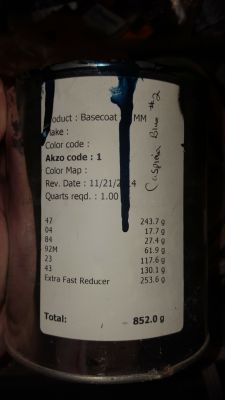 Product : Basecoat MM
Make :
Color code :
Akzo code : 1
Color Map :
Rev. Date : 11/21/2014
Quarts reqd. : 1.00
47 243.7 g
04 17.7 g
84 27.4 g
92M 61.9 g
23 117.6 g
43 130.1 g
Extra Fast Reducer 253.6 g
Total: 852.0 g
Caspian Blue #2